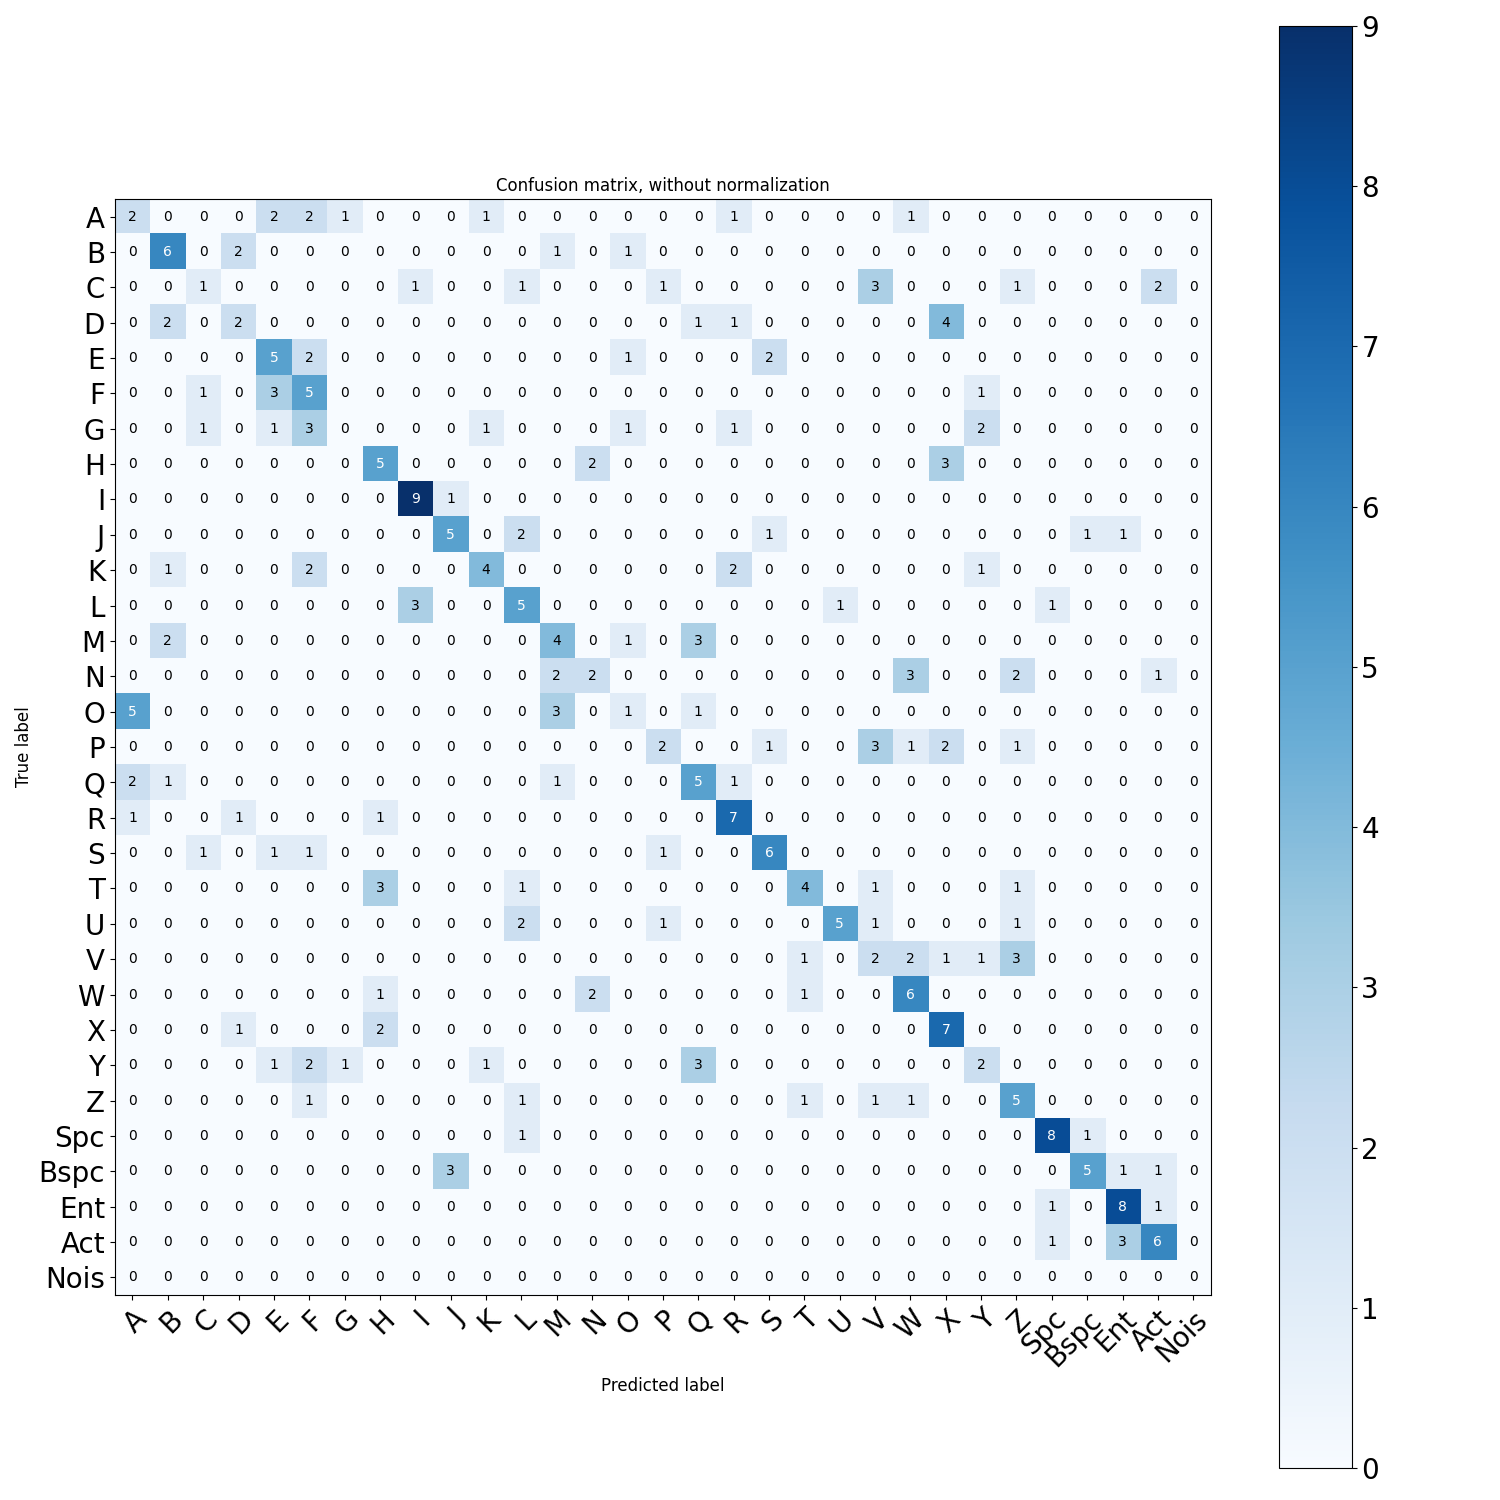 Confusion matrix, without normalization
A 2 0 0 0 2 2 1 0 0 0 1 0 0 0 0 0 0 1 0 0 0 0 1 0 0 0 0 0 0 0 0
B 0 6 0 2 0 0 0 0 0 0 0 0 1 0 1 0 0 0 0 0 0 0 0 0 0 0 0 0 0 0 0
C 0 0 1 0 0 0 0 0 1 0 0 1 0 0 0 1 0 0 0 0 0 3 0 0 0 1 0 0 0 2 0
D 0 2 0 2 0 0 0 0 0 0 0 0 0 0 0 0 1 1 0 0 0 0 0 4 0 0 0 0 0 0 0
E 0 0 0 0 5 2 0 0 0 0 0 0 0 0 1 0 0 0 2 0 0 0 0 0 0 0 0 0 0 0 0
F 0 0 1 0 3 5 0 0 0 0 0 0 0 0 0 0 0 0 0 0 0 0 0 0 1 0 0 0 0 0 0
G 0 0 1 0 1 3 0 0 0 0 1 0 0 0 1 0 0 1 0 0 0 0 0 0 2 0 0 0 0 0 0
H 0 0 0 0 0 0 0 5 0 0 0 0 0 2 0 0 0 0 0 0 0 0 0 3 0 0 0 0 0 0 0
I 0 0 0 0 0 0 0 0 9 1 0 0 0 0 0 0 0 0 0 0 0 0 0 0 0 0 0 0 0 0 0
J 0 0 0 0 0 0 0 0 0 5 0 2 0 0 0 0 0 0 1 0 0 0 0 0 0 0 0 1 1 0 0
K 0 1 0 0 0 2 0 0 0 0 4 0 0 0 0 0 0 2 0 0 0 0 0 0 1 0 0 0 0 0 0
L 0 0 0 0 0 0 0 0 3 0 0 5 0 0 0 0 0 0 0 0 1 0 0 0 0 0 1 0 0 0 0
M 0 2 0 0 0 0 0 0 0 0 0 0 4 0 1 0 3 0 0 0 0 0 0 0 0 0 0 0 0 0 0
N 0 0 0 0 0 0 0 0 0 0 0 0 2 2 0 0 0 0 0 0 0 0 3 0 0 2 0 0 0 1 0
O 5 0 0 0 0 0 0 0 0 0 0 0 3 0 1 0 1 0 0 0 0 0 0 0 0 0 0 0 0 0 0
P 0 0 0 0 0 0 0 0 0 0 0 0 0 0 0 2 0 0 1 0 0 3 1 2 0 1 0 0 0 0 0
Q 2 1 0 0 0 0 0 0 0 0 0 0 1 0 0 0 5 1 0 0 0 0 0 0 0 0 0 0 0 0 0
R 1 0 0 1 0 0 0 1 0 0 0 0 0 0 0 0 0 7 0 0 0 0 0 0 0 0 0 0 0 0 0
S 0 0 1 0 1 1 0 0 0 0 0 0 0 0 0 1 0 0 6 0 0 0 0 0 0 0 0 0 0 0 0
T 0 0 0 0 0 0 0 3 0 0 0 1 0 0 0 0 0 0 0 4 0 1 0 0 0 1 0 0 0 0 0
U 0 0 0 0 0 0 0 0 0 0 0 2 0 0 0 1 0 0 0 0 5 1 0 0 0 1 0 0 0 0 0
V 0 0 0 0 0 0 0 0 0 0 0 0 0 0 0 0 0 0 0 1 0 2 2 1 1 3 0 0 0 0 0
W 0 0 0 0 0 0 0 1 0 0 0 0 0 2 0 0 0 0 0 1 0 0 6 0 0 0 0 0 0 0 0
X 0 0 0 1 0 0 0 2 0 0 0 0 0 0 0 0 0 0 0 0 0 0 0 7 0 0 0 0 0 0 0
Y 0 0 0 0 1 2 1 0 0 0 1 0 0 0 0 0 3 0 0 0 0 0 0 0 2 0 0 0 0 0 0
Z 0 0 0 0 0 1 0 0 0 0 0 1 0 0 0 0 0 0 0 1 0 1 1 0 0 5 0 0 0 0 0
Spc 0 0 0 0 0 0 0 0 0 0 0 1 0 0 0 0 0 0 0 0 0 0 0 0 0 0 8 1 0 0 0
Bspc 0 0 0 0 0 0 0 0 0 3 0 0 0 0 0 0 0 0 0 0 0 0 0 0 0 0 0 5 1 1 0
Ent 0 0 0 0 0 0 0 0 0 0 0 0 0 0 0 0 0 0 0 0 0 0 0 0 0 0 1 0 8 1 0
Act 0 0 0 0 0 0 0 0 0 0 0 0 0 0 0 0 0 0 0 0 0 0 0 0 0 0 1 0 3 6 0
Nois 0 0 0 0 0 0 0 0 0 0 0 0 0 0 0 0 0 0 0 0 0 0 0 0 0 0 0 0 0 0 0
A B C D E F G H I J K L M N O P Q R S T U V W X Y Z Spc Bspc Ent Act Nois
Predicted label
True label
9
8
7
6
5
4
3
2
1
0